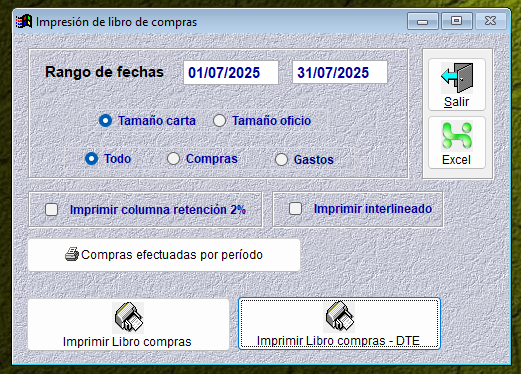 Impresión de libro de compras
Rango de fechas 01/07/2025 31/07/2025
Salir
Tamaño carta Tamaño oficio
Todo Compras Gastos
Excel
Imprimir columna retención 2% Imprimir interlineado
Compras efectuadas por período
Imprimir Libro compras Imprimir Libro compras - DTE